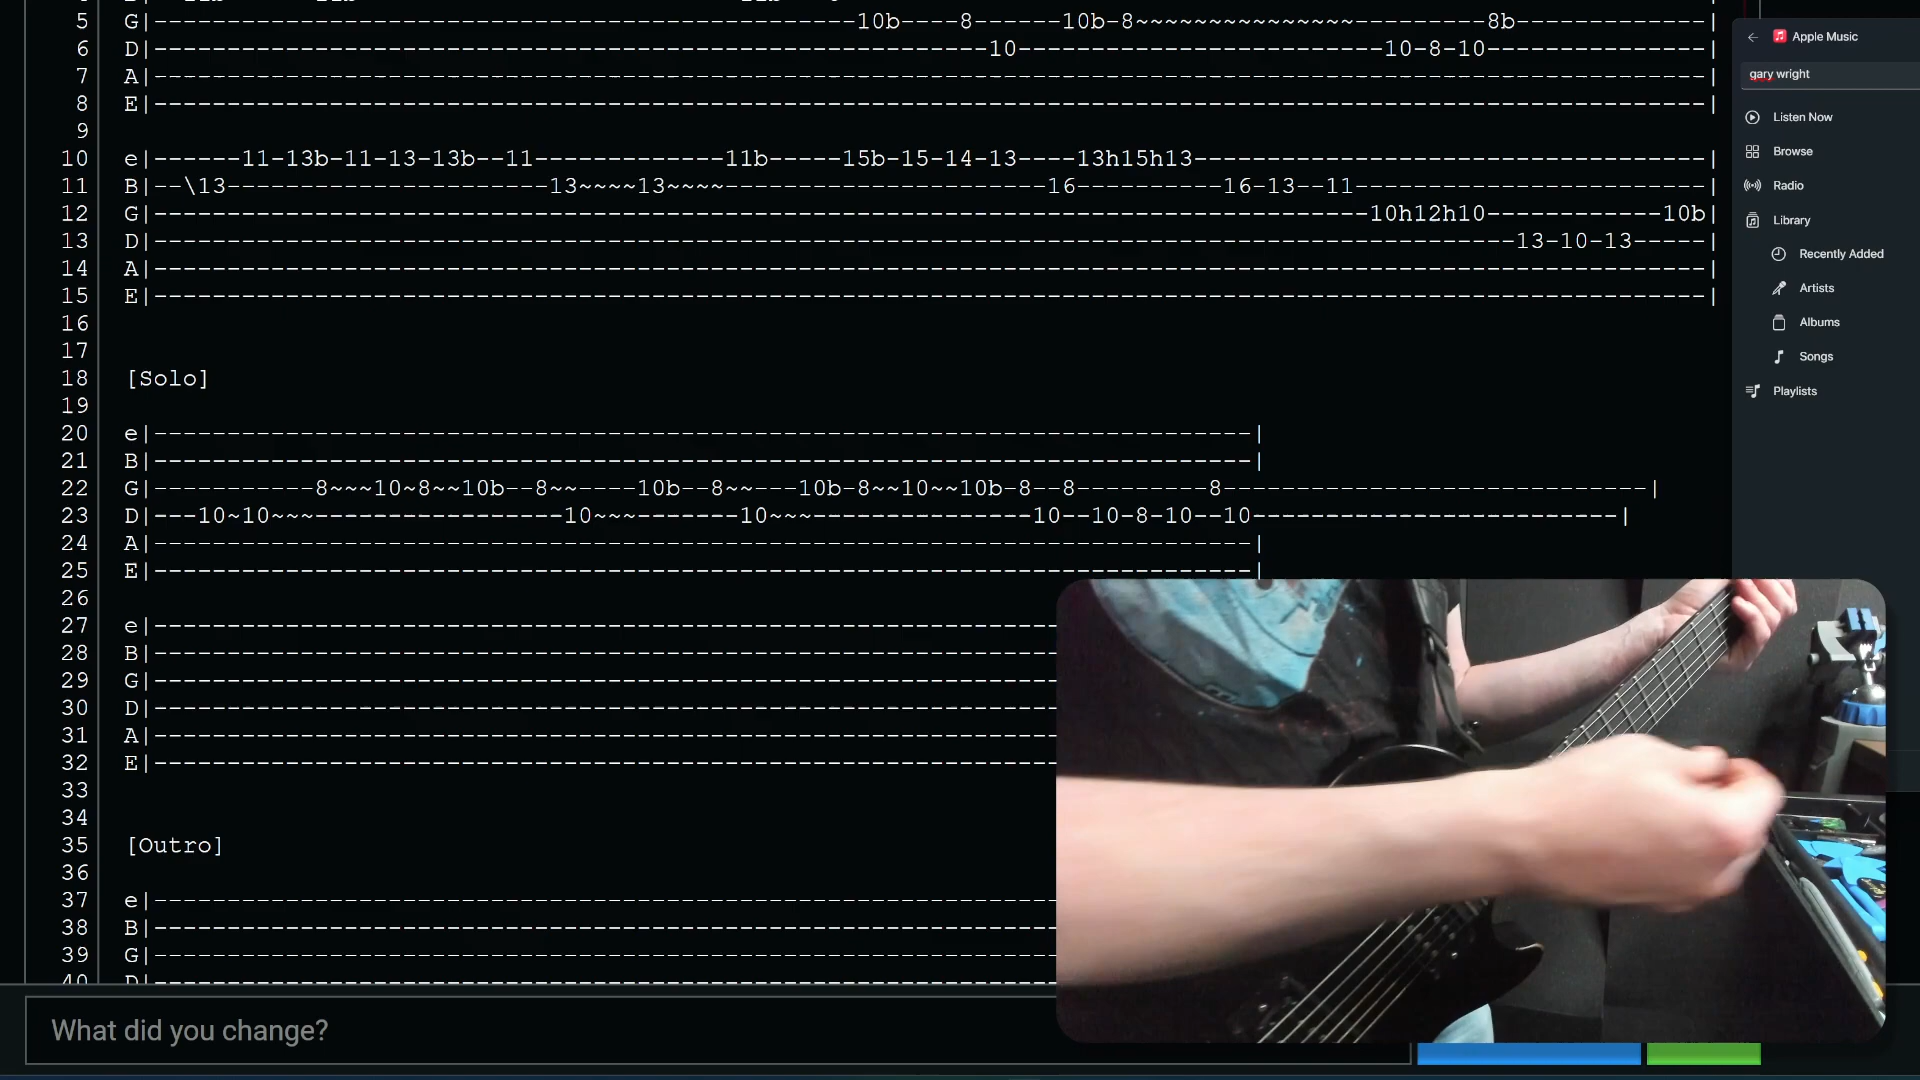 5 G|------------------------------------------------10b----8------10b-8~~~~~~~~~~~~~~~---------8b-------------|
6 D|---------------------------------------------------------10-------------------------10-8-10---------------|
7 A|----------------------------------------------------------------------------------------------------------|
8 E|----------------------------------------------------------------------------------------------------------|
9
10 e|------11-13b-11-13-13b--11-------------11b-----15b-15-14-13----13h15h13-----------------------------------|
11 B|--\13----------------------13~~~~13~~~~----------------------16----------16-13--11------------------------|
12 G|-----------------------------------------------------------------------------------10h12h10------------10b|
13 D|---------------------------------------------------------------------------------------------13-10-13-----|
14 A|----------------------------------------------------------------------------------------------------------|
15 E|----------------------------------------------------------------------------------------------------------|
16
17
18 [Solo]
19
20 e|---------------------------------------------------------------------------|
21 B|---------------------------------------------------------------------------|
22 G|-----------8~~~10~8~~10b--8~~----10b--8~~---10b-8~~10~~10b-8--8---------8-----------------------------|
23 D|---10~10~~~-----------------10~~~-------10~~~---------------10--10-8-10--10-------------------------|
24 A|---------------------------------------------------------------------------|
25 E|---------------------------------------------------------------------------|
26
27 e|--------------------------------------------------------------
28 B|--------------------------------------------------------------
29 G|--------------------------------------------------------------
30 D|--------------------------------------------------------------
31 A|--------------------------------------------------------------
32 E|--------------------------------------------------------------
33
34
35 [Outro]
36
37 e|--------------------------------------------------------------
38 B|--------------------------------------------------------------
39 G|--------------------------------------------------------------
What did you change?
Apple Music
gary wright
Listen Now
Browse
Radio
Library
Recently Added
Artists
Albums
Songs
Playlists